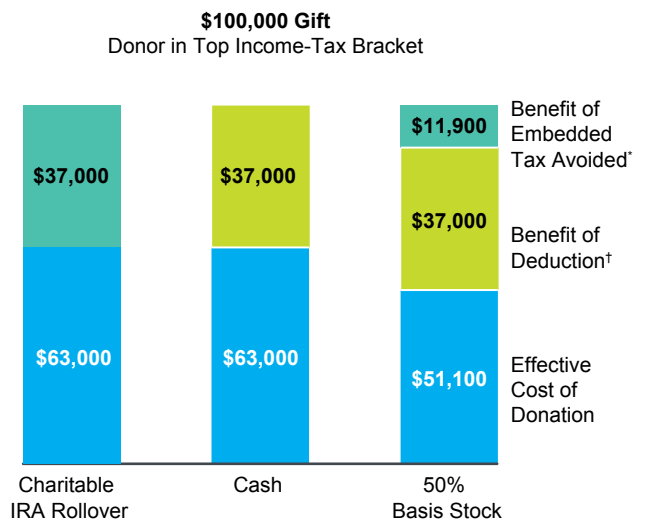 $100,000 Gift
Donor in Top Income-Tax Bracket
$37,000
$63,000
$37,000
$63,000
$11,900
$37,000
$51,100
Benefit of
Embedded
Tax Avoided*
Benefit of
Deduction†
Effective
Cost of
Donation
Charitable
IRA Rollover
Cash
50%
Basis Stock